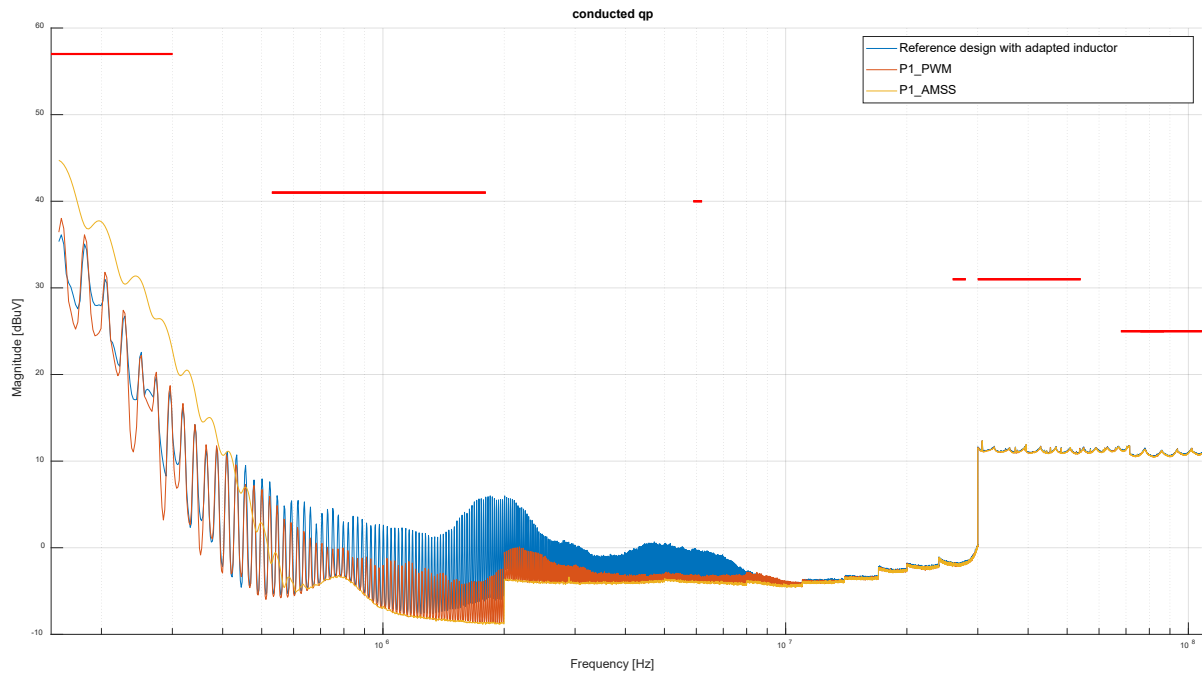 conducted qp
60
50
40
30
20
10
0
-10
Magnitude [dBuV]
Reference design with adapted inductor
P1_PWM
P1_AMSS
10^6
10^7
10^8
Frequency [Hz]